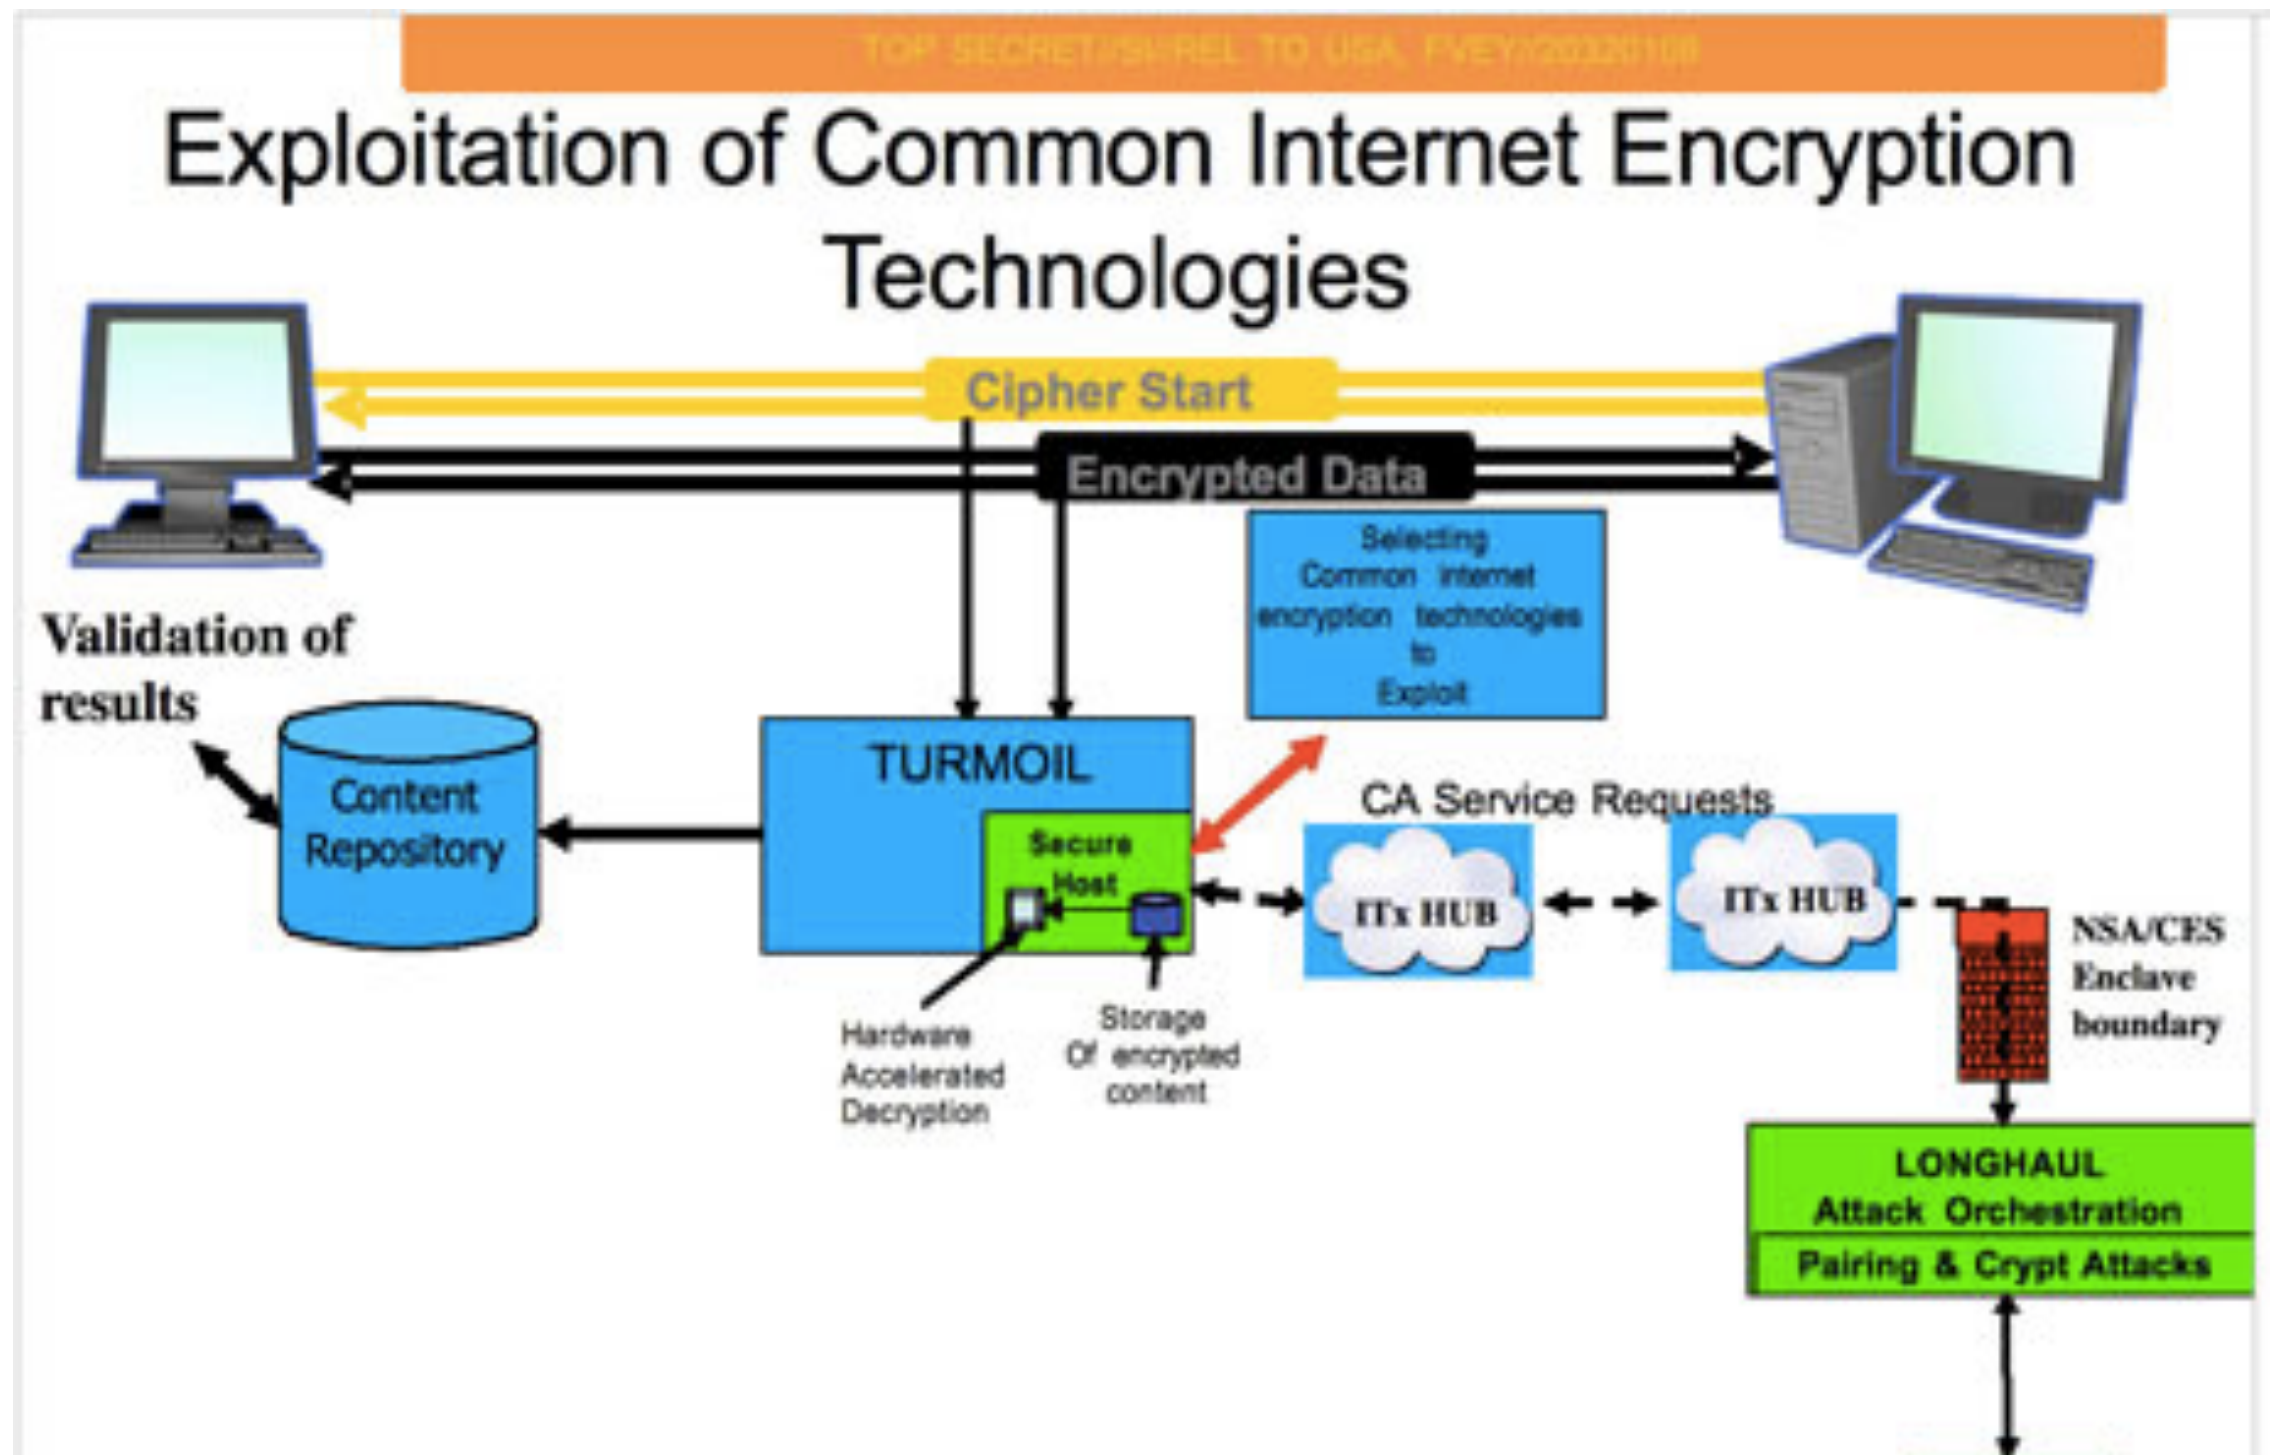 TOP SECRET//SI//REL TO USA, FVEY//20320108
Exploitation of Common Internet Encryption
Technologies
Cipher Start
Encrypted Data
Selecting
Common internet
encryption technologies
to
Exploit
Validation of
results
Content
Repository
TURMOIL
Secure
Host
CA Service Requests
ITx HUB
ITx HUB
NSA/CES
Enclave
boundary
Hardware
Accelerated
Decryption
Storage
Of encrypted
content
LONGHAUL
Attack Orchestration
Pairing & Crypt Attacks